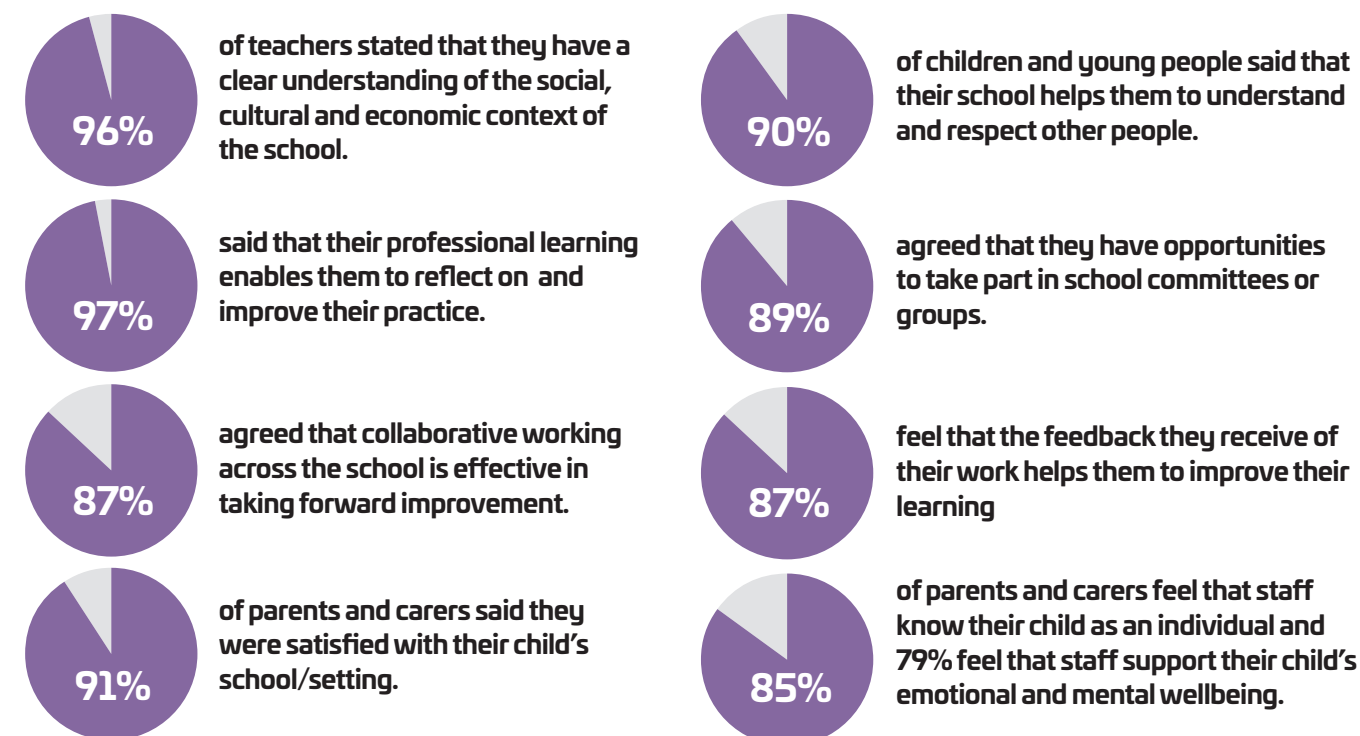 96%
of teachers stated that they have a
clear understanding of the social,
cultural and economic context of
the school.
97%
said that their professional learning
enables them to reflect on  and
improve their practice.
87%
agreed that collaborative working
across the school is effective in
taking forward improvement.
91%
of parents and carers said they
were satisfied with their child's
school/setting.
90%
of children and young people said that
their school helps them to understand
and respect other people.
89%
agreed that they have opportunities
to take part in school committees or
groups.
87%
feel that the feedback they receive of
their work helps them to improve their
learning
85%
of parents and carers feel that staff
know their child as an individual and
79% feel that staff support their child's
emotional and mental wellbeing.